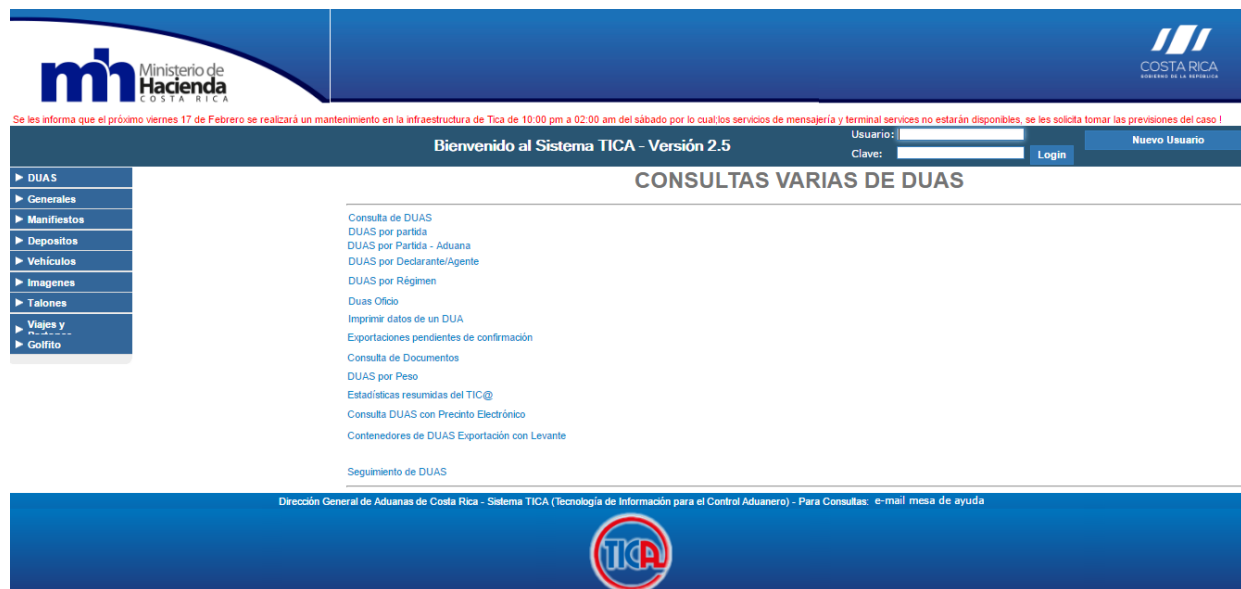 mh Ministerio de
Hacienda
COSTA RICA
COSTA RICA
GOBIERNO DE LA REPÚBLICA
Se les informa que el próximo viernes 17 de Febrero se realizará un mantenimiento en la infraestructura de Tica de 10:00 pm a 02:00 am del sábado por lo cual;los servicios de mensajería y terminal services no estarán disponibles, se les solicita tomar las previsiones del caso !
Bienvenido al Sistema TICA - Versión 2.5
Usuario:
Clave:
Login
Nuevo Usuario
DUAS
Generales
Manifiestos
Depositos
Vehículos
Imagenes
Talones
Viajes y
Golfito
CONSULTAS VARIAS DE DUAS
Consulta de DUAS
DUAS por partida
DUAS por Partida - Aduana
DUAS por Declarante/Agente
DUAS por Régimen
Duas Oficio
Imprimir datos de un DUA
Exportaciones pendientes de confirmación
Consulta de Documentos
DUAS por Peso
Estadísticas resumidas del TIC@
Consulta DUAS con Precinto Electrónico
Contenedores de DUAS Exportación con Levante
Seguimiento de DUAS
Dirección General de Aduanas de Costa Rica - Sistema TICA (Tecnología de Información para el Control Aduanero) - Para Consultas: e-mail mesa de ayuda
TICA